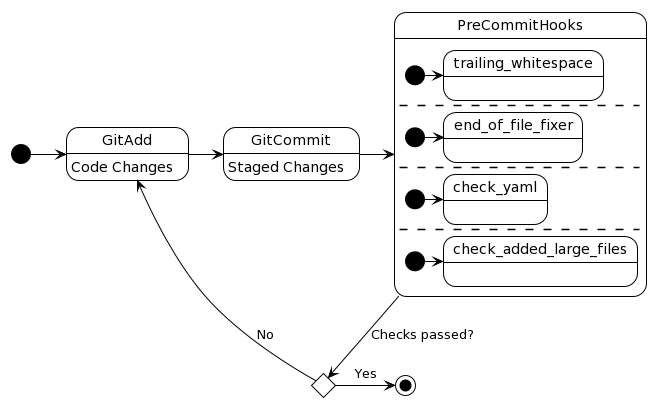 PreCommitHooks
trailing_whitespace
end_of_file_fixer
check_yaml
check_added_large_files
GitAdd
Code Changes
GitCommit
Staged Changes
No
Checks passed?
Yes